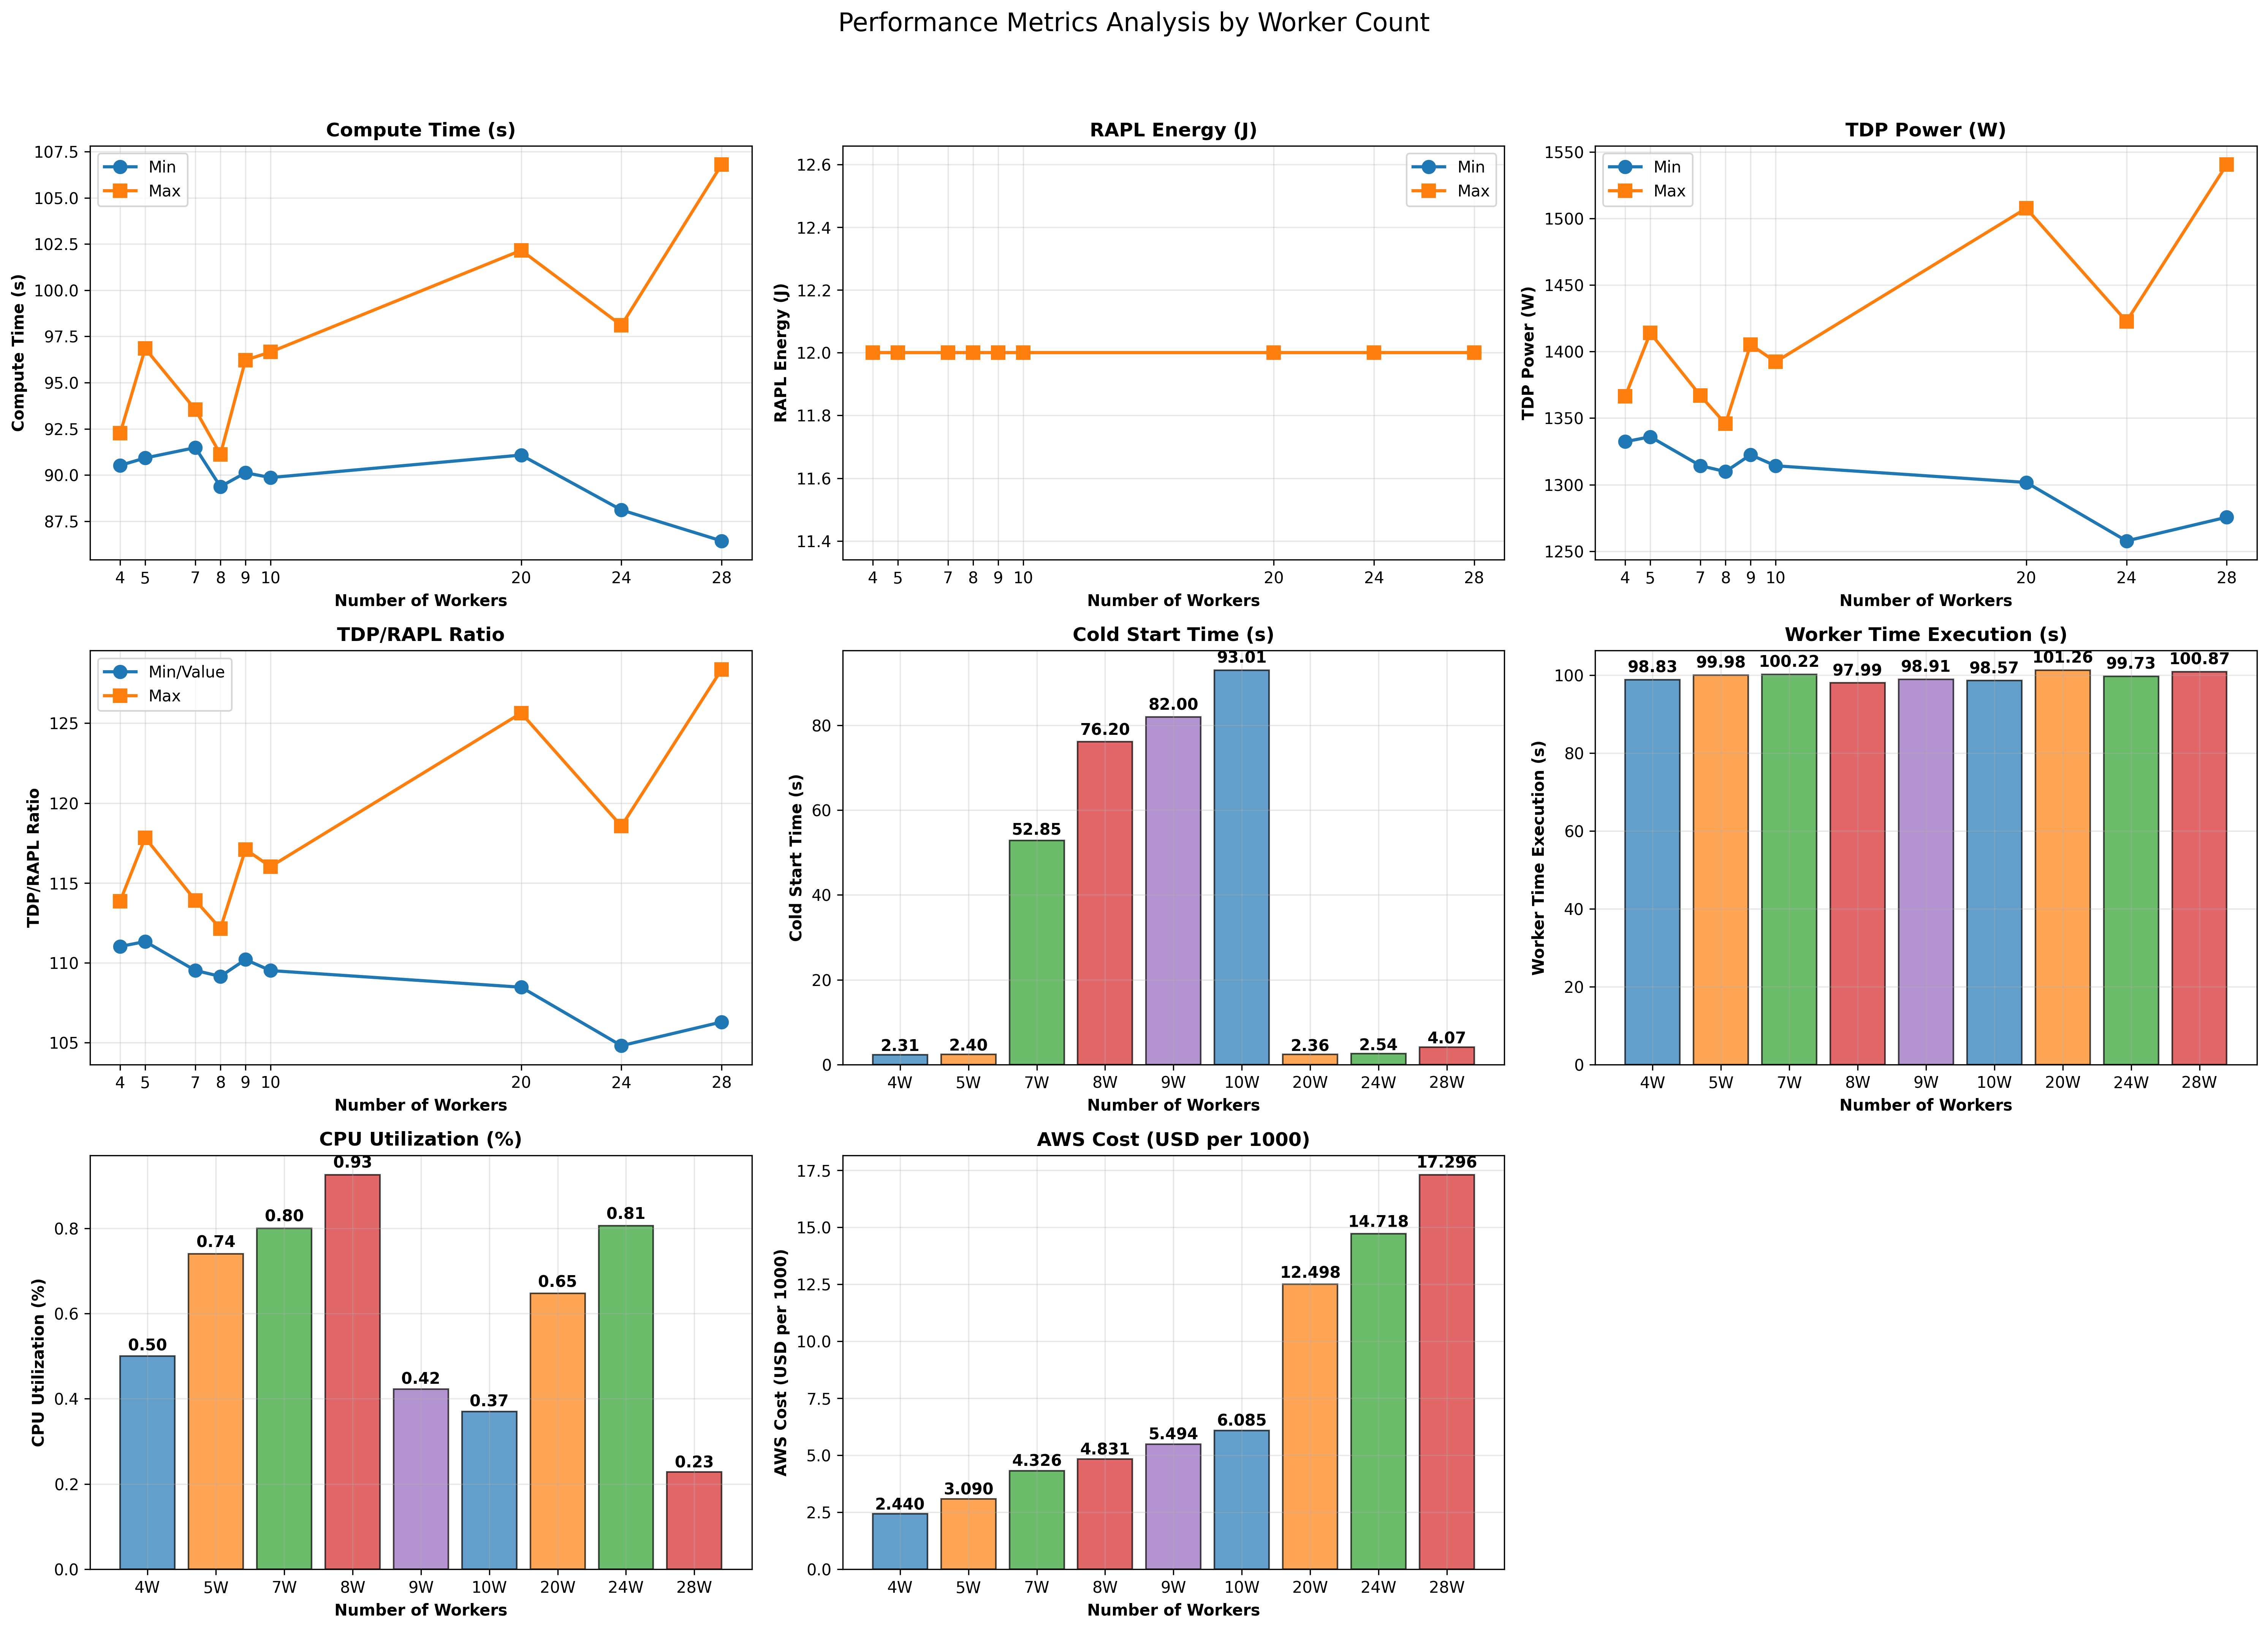 Performance Metrics Analysis by Worker Count
Compute Time (s)
Compute Time (s)
107.5
105.0
102.5
100.0
97.5
95.0
92.5
90.0
87.5
Min
Max
4 5 7 8 9 10 20 24 28
Number of Workers
RAPL Energy (J)
RAPL Energy (J)
12.6
12.4
12.2
12.0
11.8
11.6
11.4
Min
Max
4 5 7 8 9 10 20 24 28
Number of Workers
TDP Power (W)
TDP Power (W)
1550
1500
1450
1400
1350
1300
1250
Min
Max
4 5 7 8 9 10 20 24 28
Number of Workers
TDP/RAPL Ratio
TDP/RAPL Ratio
125
120
115
110
105
Min/Value
Max
4 5 7 8 9 10 20 24 28
Number of Workers
Cold Start Time (s)
Cold Start Time (s)
80
60
40
20
0
2.31 2.40 52.85 76.20 82.00 93.01 2.36 2.54 4.07
4W 5W 7W 8W 9W 10W 20W 24W 28W
Number of Workers
Worker Time Execution (s)
Worker Time Execution (s)
100
80
60
40
20
0
98.83 99.98 100.22 97.99 98.91 98.57 101.26 99.73 100.87
4W 5W 7W 8W 9W 10W 20W 24W 28W
Number of Workers
CPU Utilization (%)
CPU Utilization (%)
0.8
0.6
0.4
0.2
0.0
0.50 0.74 0.80 0.93 0.42 0.37 0.65 0.81 0.23
4W 5W 7W 8W 9W 10W 20W 24W 28W
Number of Workers
AWS Cost (USD per 1000)
AWS Cost (USD per 1000)
17.5
15.0
12.5
10.0
7.5
5.0
2.5
0.0
2.440 3.090 4.326 4.831 5.494 6.085 12.498 14.718 17.296
4W 5W 7W 8W 9W 10W 20W 24W 28W
Number of Workers